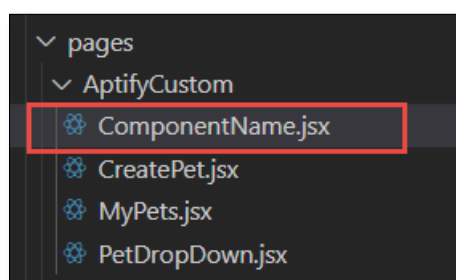 pages
AptifyCustom
ComponentName.jsx
CreatePet.jsx
MyPets.jsx
PetDropDown.jsx